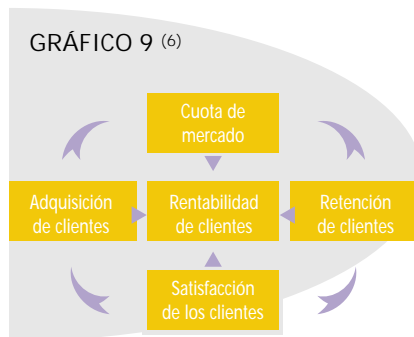 GRÁFICO 9 (6)
Cuota de
mercado
Adquisición
de clientes
Rentabilidad
de clientes
Retención
de clientes
Satisfacción
de los clientes